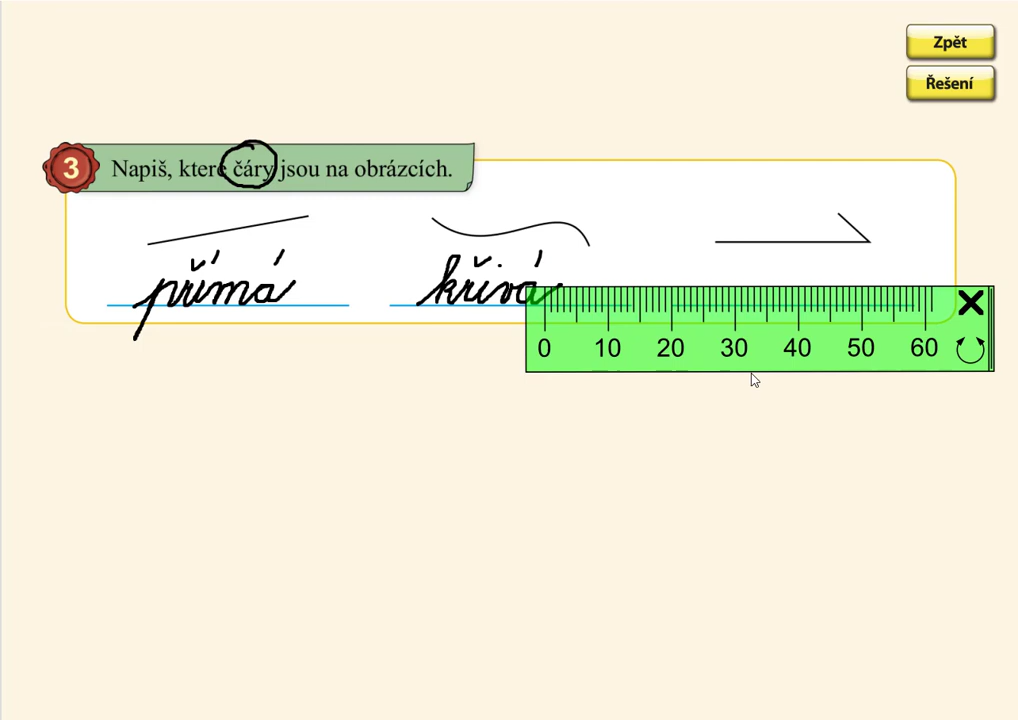 Zpět
Řešení
3 Napiš, které čáry jsou na obrázcích.
přímá křivá
0 10 20 30 40 50 60